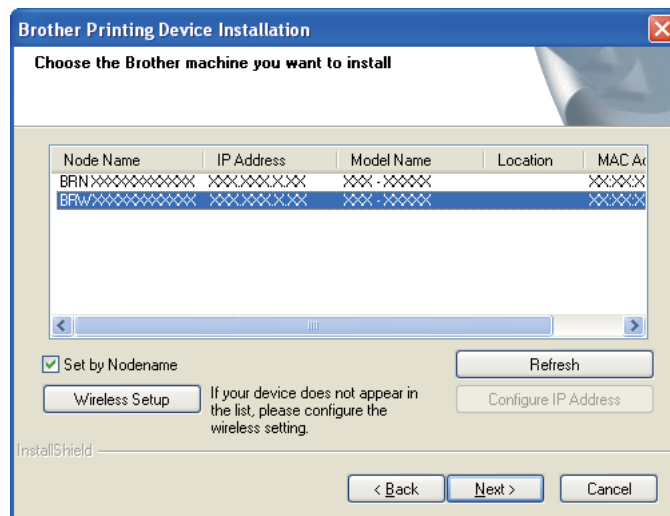 Brother Printing Device Installation
Choose the Brother machine you want to install
Node Name IP Address Model Name Location MAC Ad
BRNXXXXXXXXXXXX XXX.XXX.X.XX XXX - XXXXX XX:XX:X
BRWXXXXXXXXXXXX XXX.XXX.X.XX XXX - XXXXX XX:XX:X
Set by Nodename
Refresh
Wireless Setup
If your device does not appear in
the list, please configure the
wireless setting.
Configure IP Address
InstallShield
< Back
Next >
Cancel